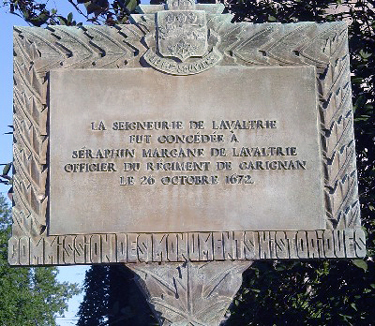 LA SEIGNEURIE DE LAVALTRIE
FUT CONCÉDÉE À
SÉRAPHIN MARGANE DE LAVALTRIE
OFFICIER DU RÉGIMENT DE CARIGNAN
LE 26 OCTOBRE 1672.
COMMISSION DES MONUMENTS HISTORIQUES